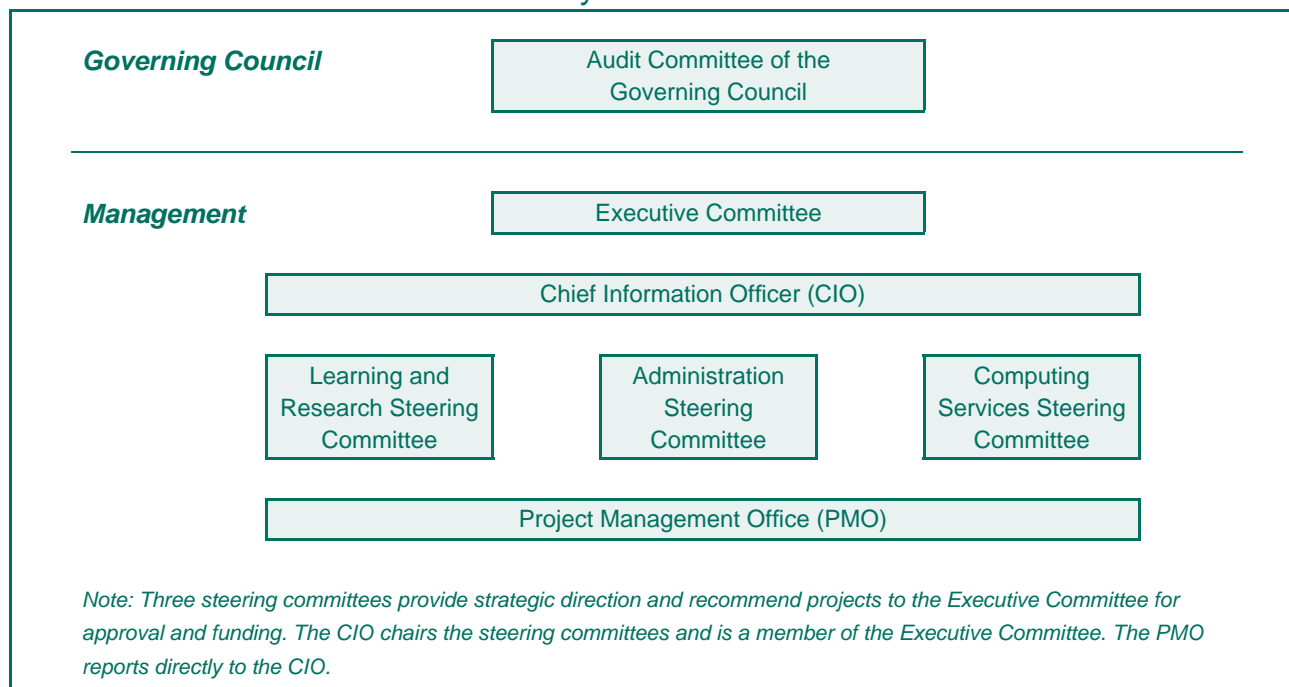 Governing Council
Audit Committee of the
Governing Council
Management
Executive Committee
Chief Information Officer (CIO)
Learning and
Research Steering
Committee
Administration
Steering
Committee
Computing
Services Steering
Committee
Project Management Office (PMO)
Note: Three steering committees provide strategic direction and recommend projects to the Executive Committee for
approval and funding. The CIO chairs the steering committees and is a member of the Executive Committee. The PMO
reports directly to the CIO.